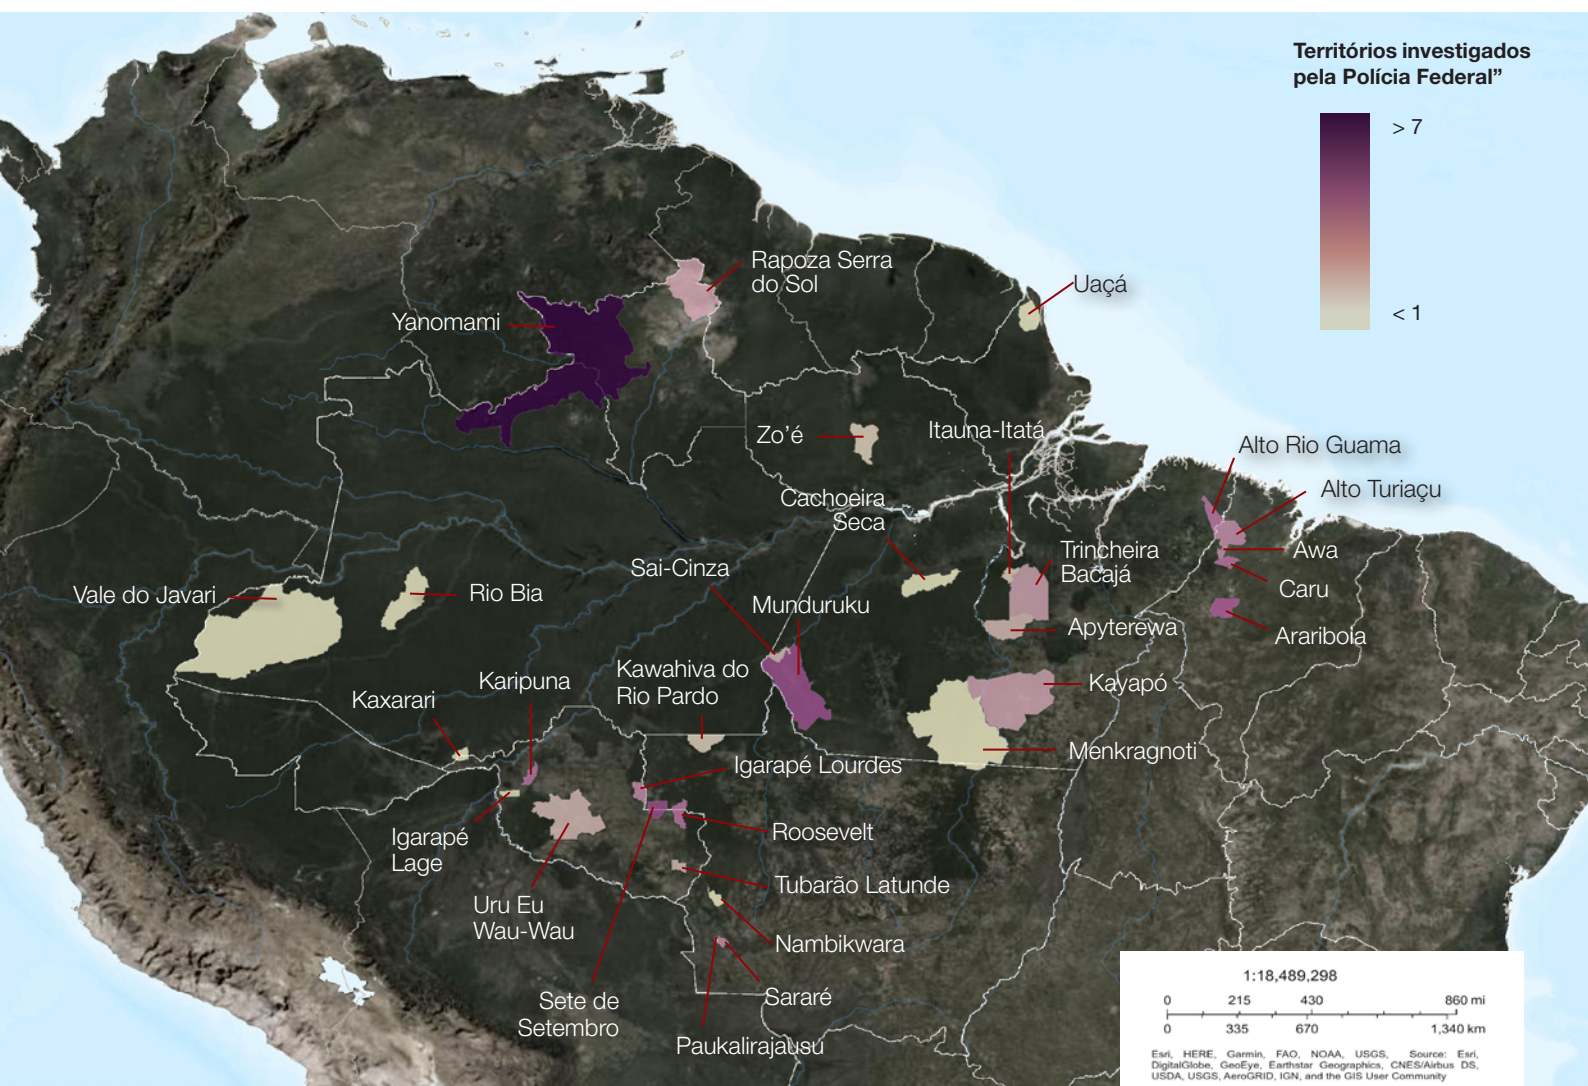 Territórios investigados
pela Polícia Federal”
> 7
< 1
Rapoza Serra
do Sol
Uaçá
Yanomami
Zo’é
Itauna-Itatá
Alto Rio Guama
Alto Turiaçu
Cachoeira
Seca
Awa
Trincheira
Bacajá
Sai-Cinza
Caru
Vale do Javari
Rio Bia
Munduruku
Apyterewa
Arariboia
Kawahiva do
Rio Pardo
Karipuna
Kayapó
Kaxarari
Menkragnoti
Igarapé Lourdes
Igarapé
Lage
Roosevelt
Tubarão Latunde
Uru Eu
Wau-Wau
Nambikwara
Sete de
Setembro
Sararé
Paukalirajausu
1:18,489,298
0 215 430 860 mi
0 335 670 1,340 km
Esri, HERE, Garmin, FAO, NOAA, USGS, Source: Esri,
DigitalGlobe, GeoEye, Earthstar Geographics, CNES/Airbus DS,
USDA, USGS, AeroGRID, IGN, and the GIS User Community